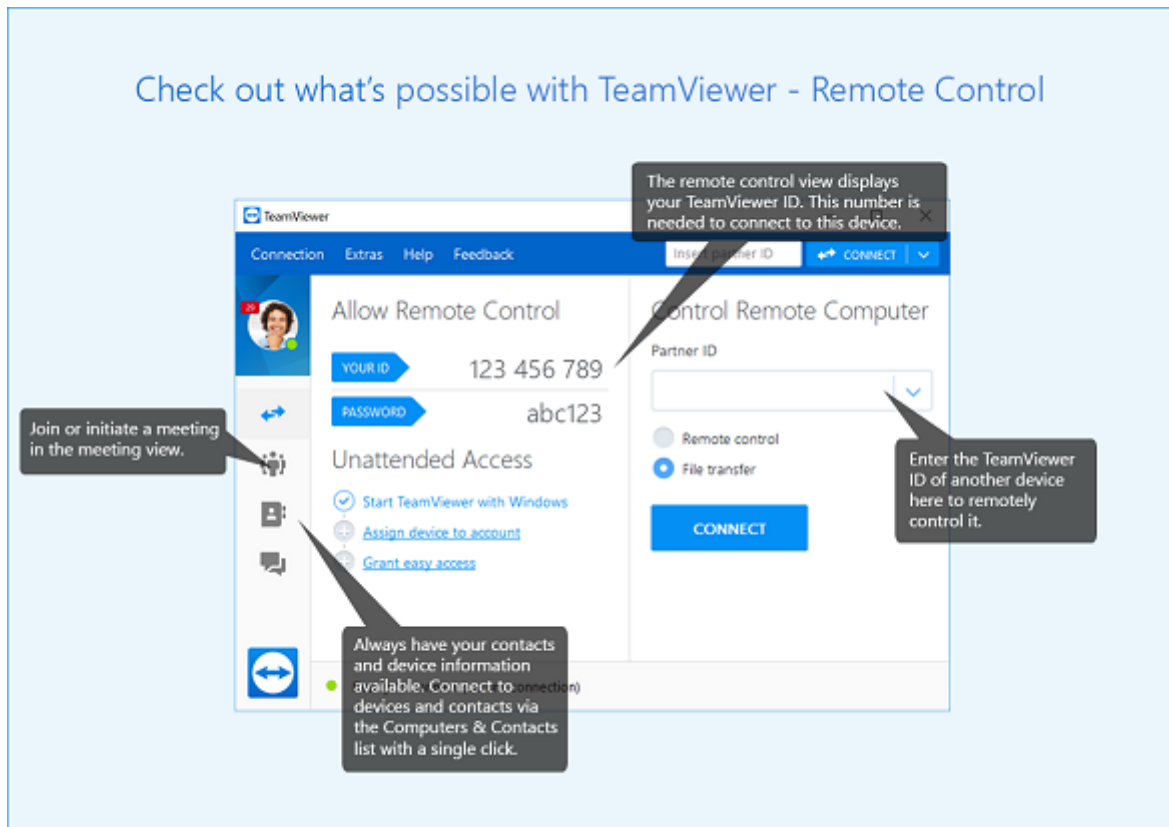 Check out what's possible with TeamViewer - Remote Control
The remote control view displays
your TeamViewer ID. This number is
needed to connect to this device.
TeamViewer
Connection Extras Help Feedback
Insert partner ID
CONNECT
Allow Remote Control
YOUR ID 123 456 789
PASSWORD abc123
Unattended Access
Start TeamViewer with Windows
Assign device to account
Grant easy access
Control Remote Computer
Partner ID
Remote control
File transfer
CONNECT
Join or initiate a meeting
in the meeting view.
Enter the TeamViewer
ID of another device
here to remotely
control it.
Always have your contacts
and device information
available. Connect to
devices and contacts via
the Computers & Contacts
list with a single click.
connection)